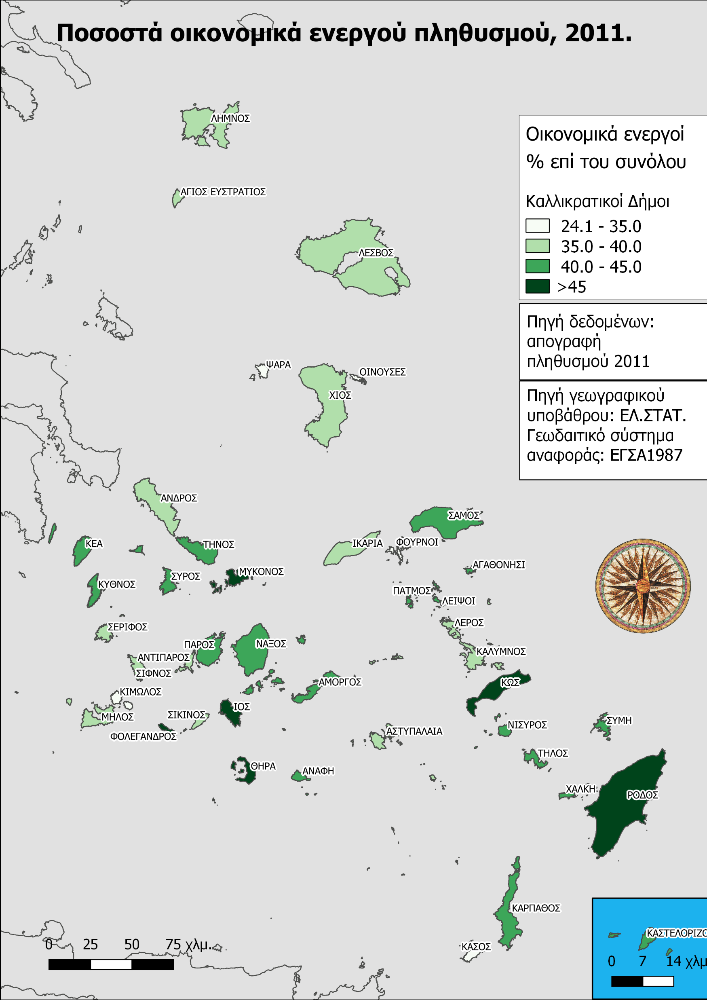 Ποσοστά οικονομικά ενεργού πληθυσμού, 2011.
ΛΗΜΝΟΣ
Οικονομικά ενεργοί
% επί του συνόλου
Καλλικρατικοί Δήμοι
24.1 - 35.0
35.0 - 40.0
40.0 - 45.0
>45
ΑΓΙΟΣ ΕΥΣΤΡΑΤΙΟΣ
ΛΕΣΒΟΣ
Πηγή δεδομένων:
απογραφή
πληθυσμού 2011
ΨΑΡΑ
ΟΙΝΟΥΣΕΣ
ΧΙΟΣ
Πηγή γεωγραφικού
υποβάθρου: ΕΛ.ΣΤΑΤ.
Γεωδαιτικό σύστημα
αναφοράς: ΕΓΣΑ1987
ΑΝΔΡΟΣ
ΣΑΜΟΣ
ΚΕΑ
ΤΗΝΟΣ
ΙΚΑΡΙΑ
ΦΟΥΡΝΟΙ
ΑΓΑΘΟΝΗΣΙ
ΜΥΚΟΝΟΣ
ΣΥΡΟΣ
ΚΥΘΝΟΣ
ΠΑΤΜΟΣ
ΛΕΙΨΟΙ
ΛΕΡΟΣ
ΣΕΡΙΦΟΣ
ΠΑΡΟΣ
ΝΑΞΟΣ
ΚΑΛΥΜΝΟΣ
ΑΝΤΙΠΑΡΟΣ
ΣΙΦΝΟΣ
ΑΜΟΡΓΟΣ
ΚΩΣ
ΚΙΜΩΛΟΣ
ΙΟΣ
ΣΙΚΙΝΟΣ
ΜΗΛΟΣ
ΣΥΜΗ
ΝΙΣΥΡΟΣ
ΑΣΤΥΠΑΛΑΙΑ
ΦΟΛΕΓΑΝΔΡΟΣ
ΤΗΛΟΣ
ΘΗΡΑ
ΑΝΑΦΗ
ΧΑΛΚΗ
ΡΟΔΟΣ
ΚΑΡΠΑΘΟΣ
ΚΑΣΤΕΛΟΡΙΖΟ
ΚΑΣΟΣ
0 25 50 75 χλμ.
0 7 14 χλμ